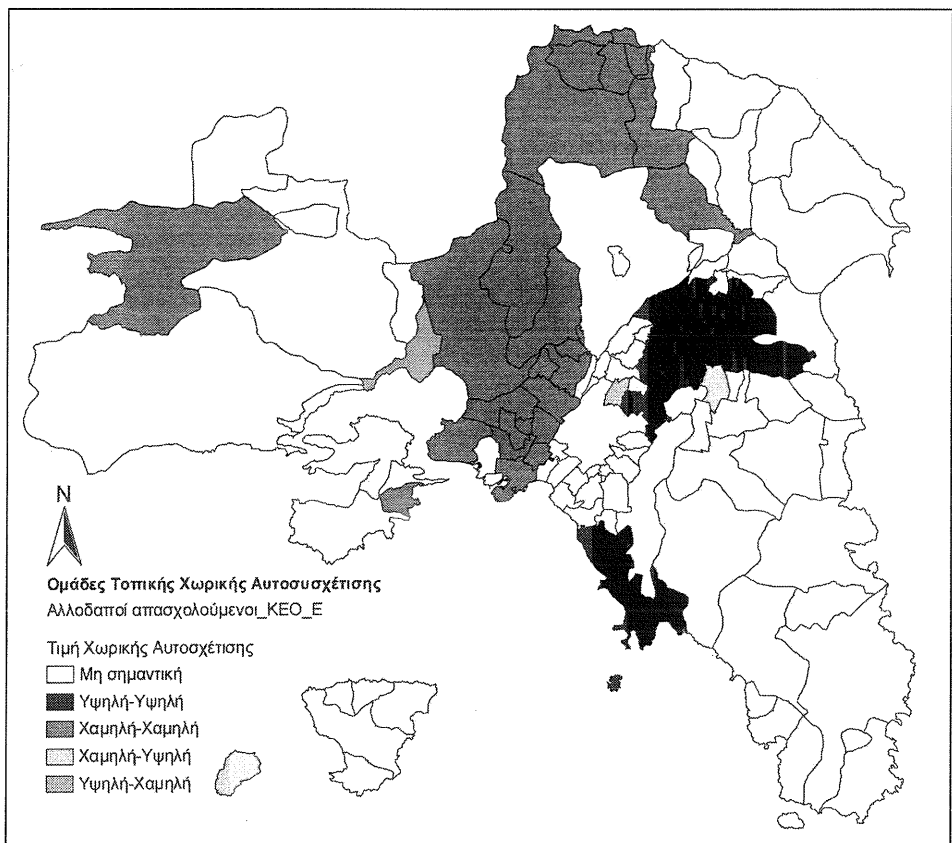 N
Ομάδες Τοπικής Χωρικής Αυτοσυσχέτισης
Αλλοδαποί απασχολούμενοι_ΚΕΟ_Ε
Τιμή Χωρικής Αυτοσχέτισης
Μη σημαντική
Υψηλή-Υψηλή
Χαμηλή-Χαμηλή
Χαμηλή-Υψηλή
Υψηλή-Χαμηλή